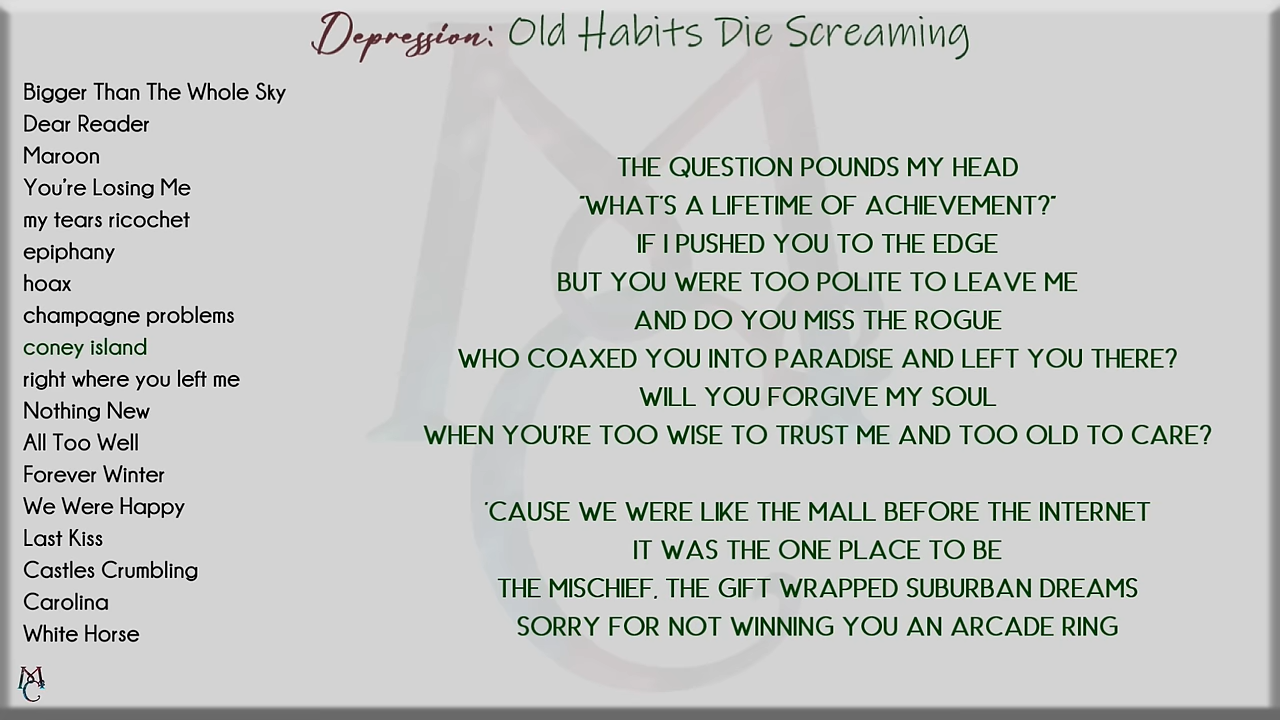 Depression: Old Habits Die Screaming
Bigger Than The Whole Sky
Dear Reader
Maroon
You're Losing Me
my tears ricochet
epiphany
hoax
champagne problems
coney island
right where you left me
Nothing New
All Too Well
Forever Winter
We Were Happy
Last Kiss
Castles Crumbling
Carolina
White Horse
THE QUESTION POUNDS MY HEAD
"WHAT'S A LIFETIME OF ACHIEVEMENT?"
IF I PUSHED YOU TO THE EDGE
BUT YOU WERE TOO POLITE TO LEAVE ME
AND DO YOU MISS THE ROGUE
WHO COAXED YOU INTO PARADISE AND LEFT YOU THERE?
WILL YOU FORGIVE MY SOUL
WHEN YOU'RE TOO WISE TO TRUST ME AND TOO OLD TO CARE?
'CAUSE WE WERE LIKE THE MALL BEFORE THE INTERNET
IT WAS THE ONE PLACE TO BE
THE MISCHIEF, THE GIFT WRAPPED SUBURBAN DREAMS
SORRY FOR NOT WINNING YOU AN ARCADE RING